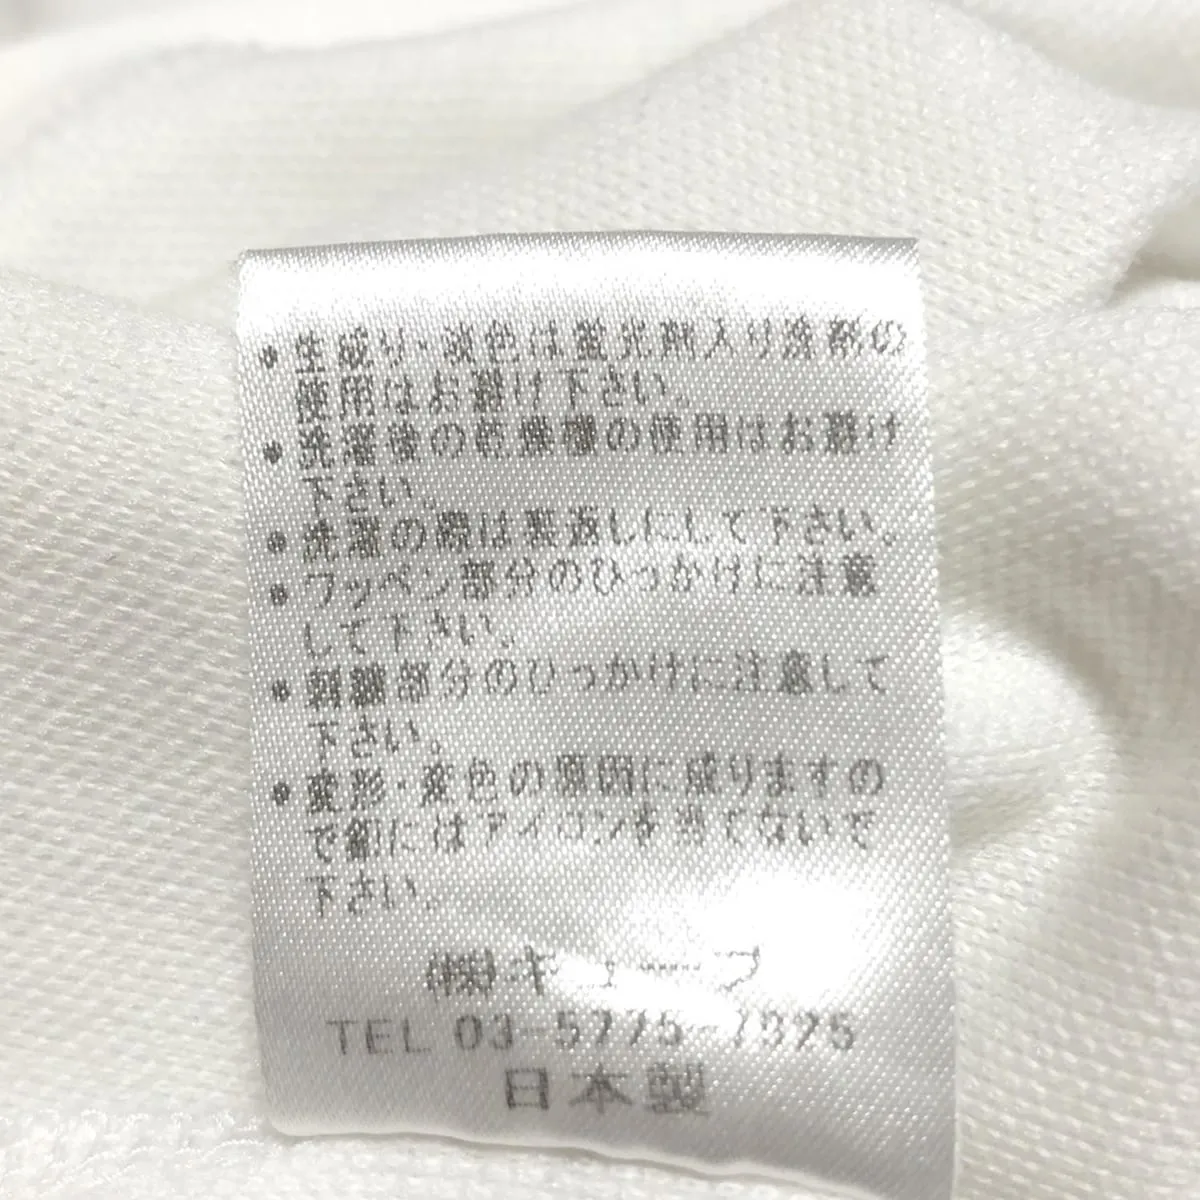 ・生成り・淡色は蛍光剤入り洗剤の
使用はお避け下さい。
・洗濯後の乾燥機の使用はお避け
下さい。
・洗濯の際は裏返しにして下さい。
・ワッペン部分のひっかけに注意
して下さい。
・刺繍部分のひっかけに注意して
下さい。
・変形・変色の原因に成りますの
で釦にはアイロンを当てないで
下さい。
(株)キューブ
TEL 03-5775-7325
日本製